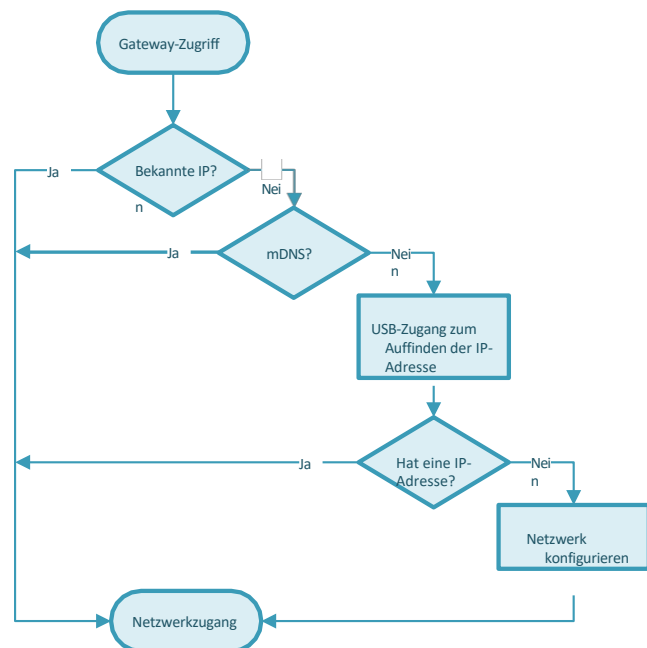 Gateway-Zugriff
Ja
Bekannte IP?
Nei
n
Ja
mDNS?
Nei
n
USB-Zugang zum
Auffinden der IP-
Adresse
Ja
Hat eine IP-
Adresse?
Nei
n
Netzwerk
konfigurieren
Netzwerkzugang